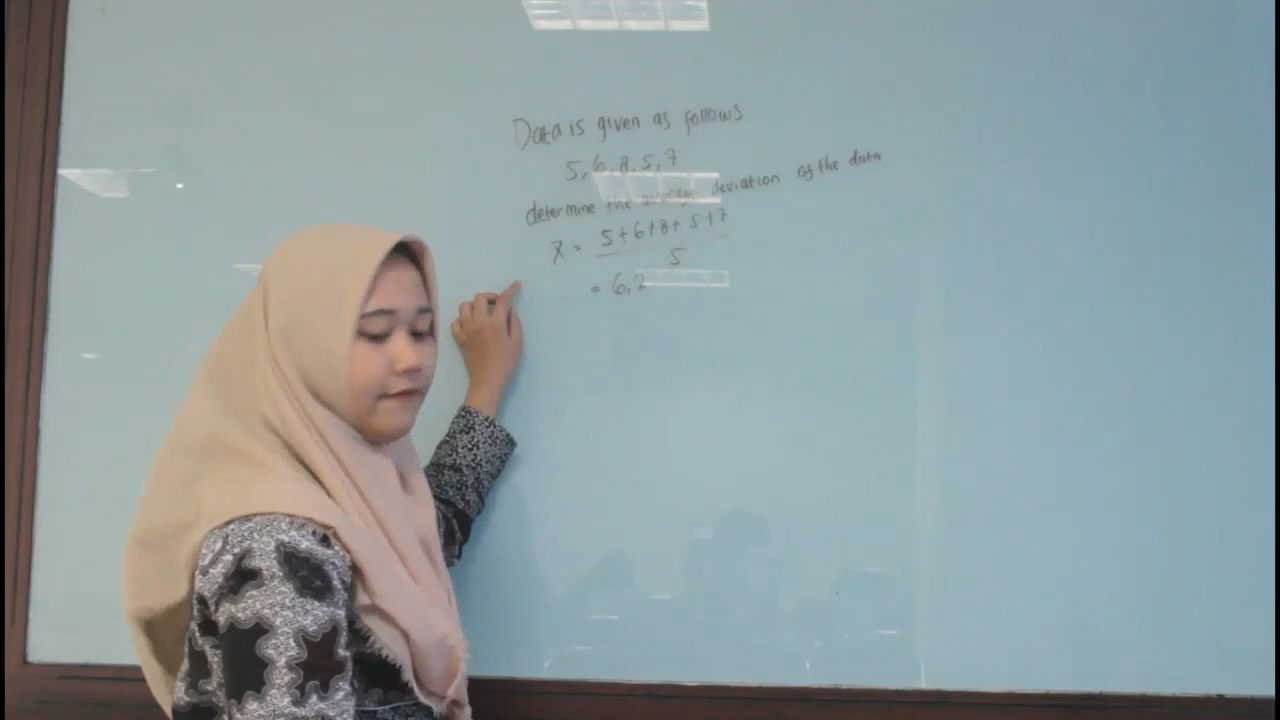 Data is given as follows
5, 6, 8, 5, 7
determine the average deviation of the data
x̄ = 5+6+8+5+7
5
= 6,2